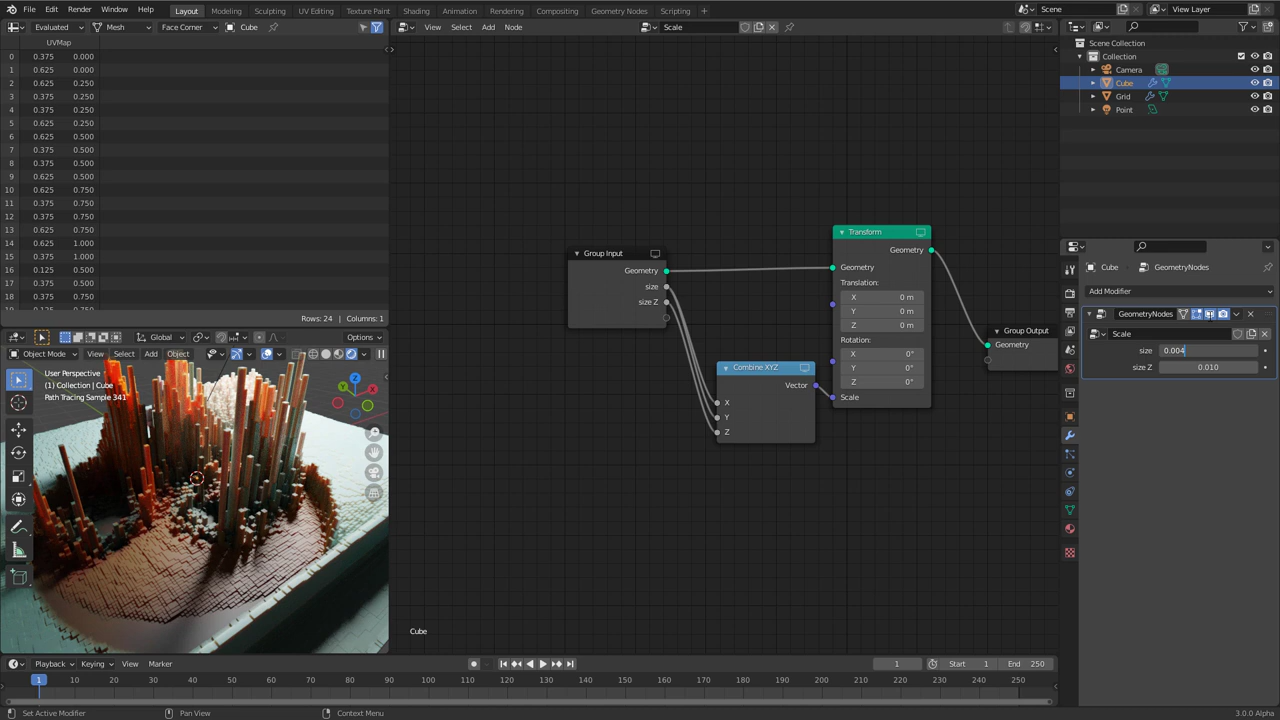 File Edit Render Window Help Layout Modeling Sculpting UV Editing Texture Paint Shading Animation Rendering Compositing Geometry Nodes Scripting + Scene View Layer
Evaluated Mesh Face Corner Cube
View Select Add Node Scale
UVMap
0 0.375 0.000
1 0.625 0.000
2 0.625 0.250
3 0.375 0.250
4 0.375 0.250
5 0.625 0.250
6 0.625 0.500
7 0.375 0.500
8 0.375 0.500
9 0.625 0.500
10 0.625 0.750
11 0.375 0.750
12 0.375 0.750
13 0.625 0.750
14 0.625 1.000
15 0.375 1.000
16 0.125 0.500
17 0.375 0.500
18 0.375 0.750
Rows: 24 | Columns: 1
Global
Object Mode View Select Add Object
User Perspective
(1) Collection | Cube
Path Tracing Sample 341
Z
Y
X
Options
Group Input
Geometry
size
size Z
Combine XYZ
Vector
X
Y
Z
Transform
Geometry
Geometry
Translation:
X 0 m
Y 0 m
Z 0 m
Rotation:
X 0°
Y 0°
Z 0°
Scale
Group Output
Geometry
Cube
Scene Collection
Collection
Camera
Cube
Grid
Point
Cube GeometryNodes
Add Modifier
GeometryNodes
Scale
size 0.004
size Z 0.010
Playback Keying View Marker 1 Start 1 End 250
1 10 20 30 40 50 60 70 80 90 100 110 120 130 140 150 160 170 180 190 200 210 220 230 240 250
Set Active Modifier Pan View Context Menu 3.0.0 Alpha